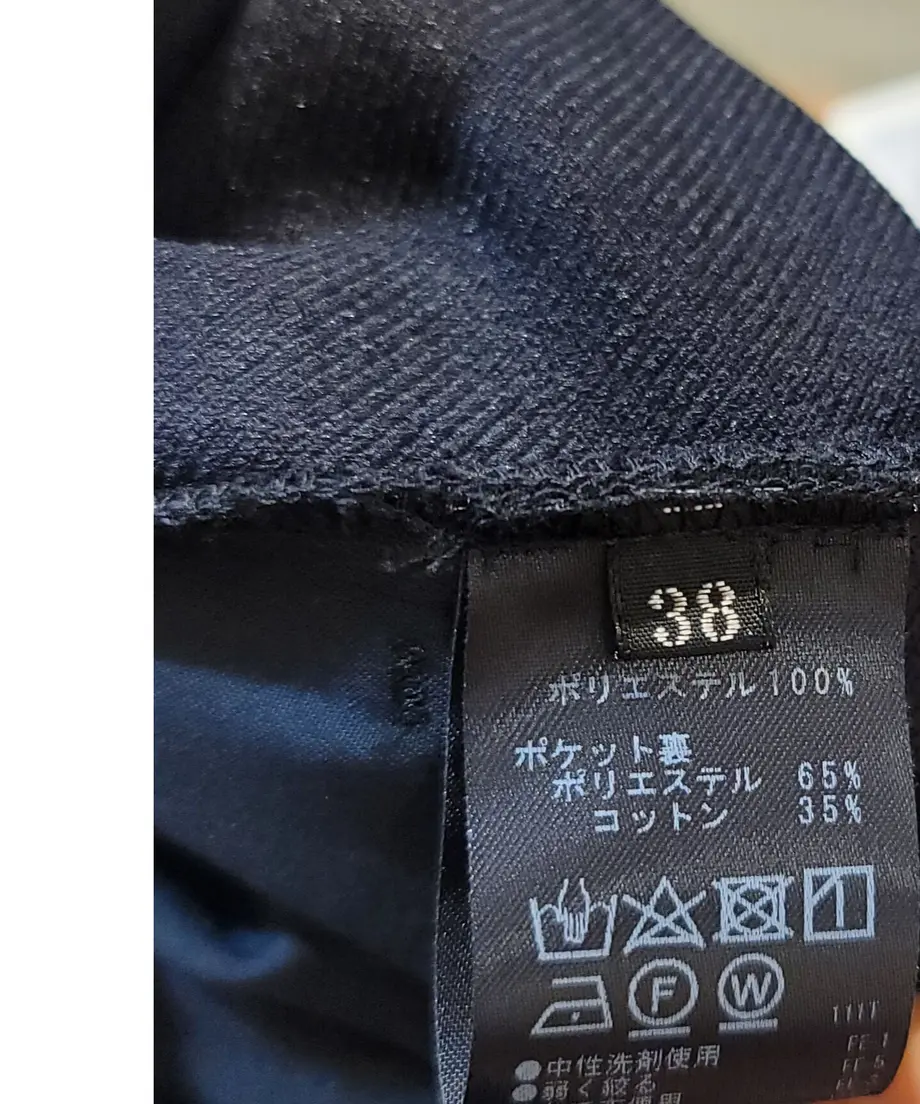 38
ポリエステル100%
ポケット裏
ポリエステル 65%
コットン 35%
F W
●中性洗剤使用
●弱く絞る